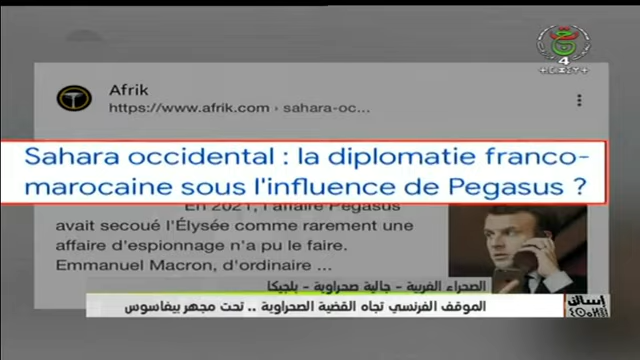 4
Afrik
https://www.afrik.com › sahara-oc...
Sahara occidental : la diplomatie franco-
marocaine sous l'influence de Pegasus ?
En 2021, l'affaire Pegasus
avait secoué l'Élysée comme rarement une
affaire d'espionnage n'a pu le faire.
Emmanuel Macron, d'ordinaire ...
الصحراء الغربية - جالية صحراوية - بلجيكا
الموقف الفرنسي تجاه القضية الصحراوية .. تحت مجهر بيغاسوس